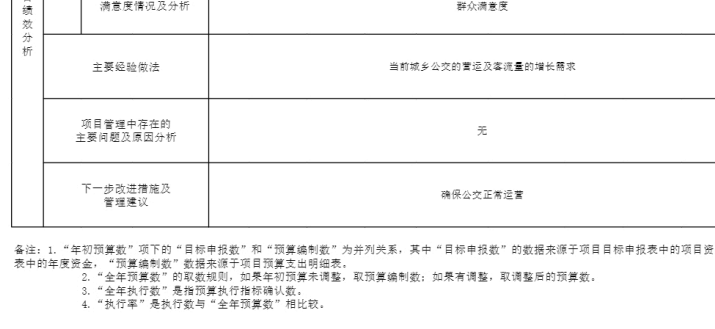 绩
效
分
析
满意度情况及分析
群众满意度
主要经验做法
当前城乡公交的营运及客流量的增长需求
项目管理中存在的
主要问题及原因分析
无
下一步改进措施及
管理建议
确保公交正常运营
备注：1.“年初预算数”项下的“目标申报数”和“预算编制数”为并列关系，其中“目标申报数”的数据来源于项目目标申报表中的项目资
表中的年度资金，“预算编制数”数据来源于项目预算支出明细表。
2.“全年预算数”的取数规则，如果年初预算未调整，取预算编制数；如果有调整，取调整后的预算数。
3.“全年执行数”是指预算执行指标确认数。
4.“执行率”是执行数与“全年预算数”相比较。